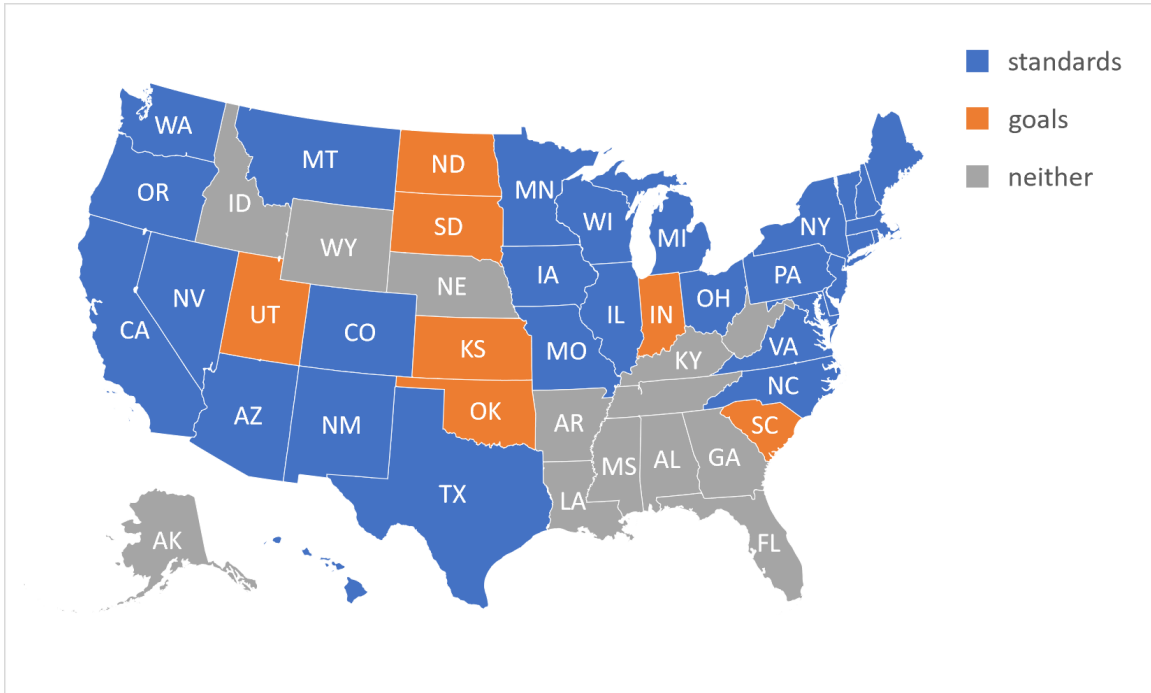 standards
goals
neither
WA
MT
ND
MN
OR
ID
SD
WI
MI
NY
WY
IA
PA
NE
NV
UT
CO
IL
IN
OH
CA
KS
MO
KY
VA
NC
AZ
NM
OK
AR
SC
MS
AL
GA
TX
LA
AK
FL